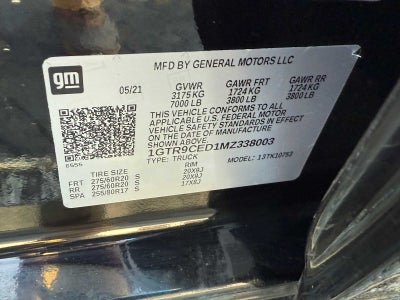 MFD BY GENERAL MOTORS LLC
gm
05/21 GVWR GAWR FRT GAWR RR
3175 KG 1724 KG 1724 KG
7000 LB 3800 LB 3800 LB
THIS VEHICLE CONFORMS TO ALL
APPLICABLE U.S. FEDERAL MOTOR
VEHICLE SAFETY STANDARDS IN EFFECT
ON THE DATE OF MANUFACTURE
1GTR9CED1MZ338003
TYPE: TRUCK MODEL: 13TK10753
TIRE SIZE RIM
FRT 275/60R20 S 20X9J
RR 275/60R20 S 20X9J
SPA 255/80R17 S 17X8J